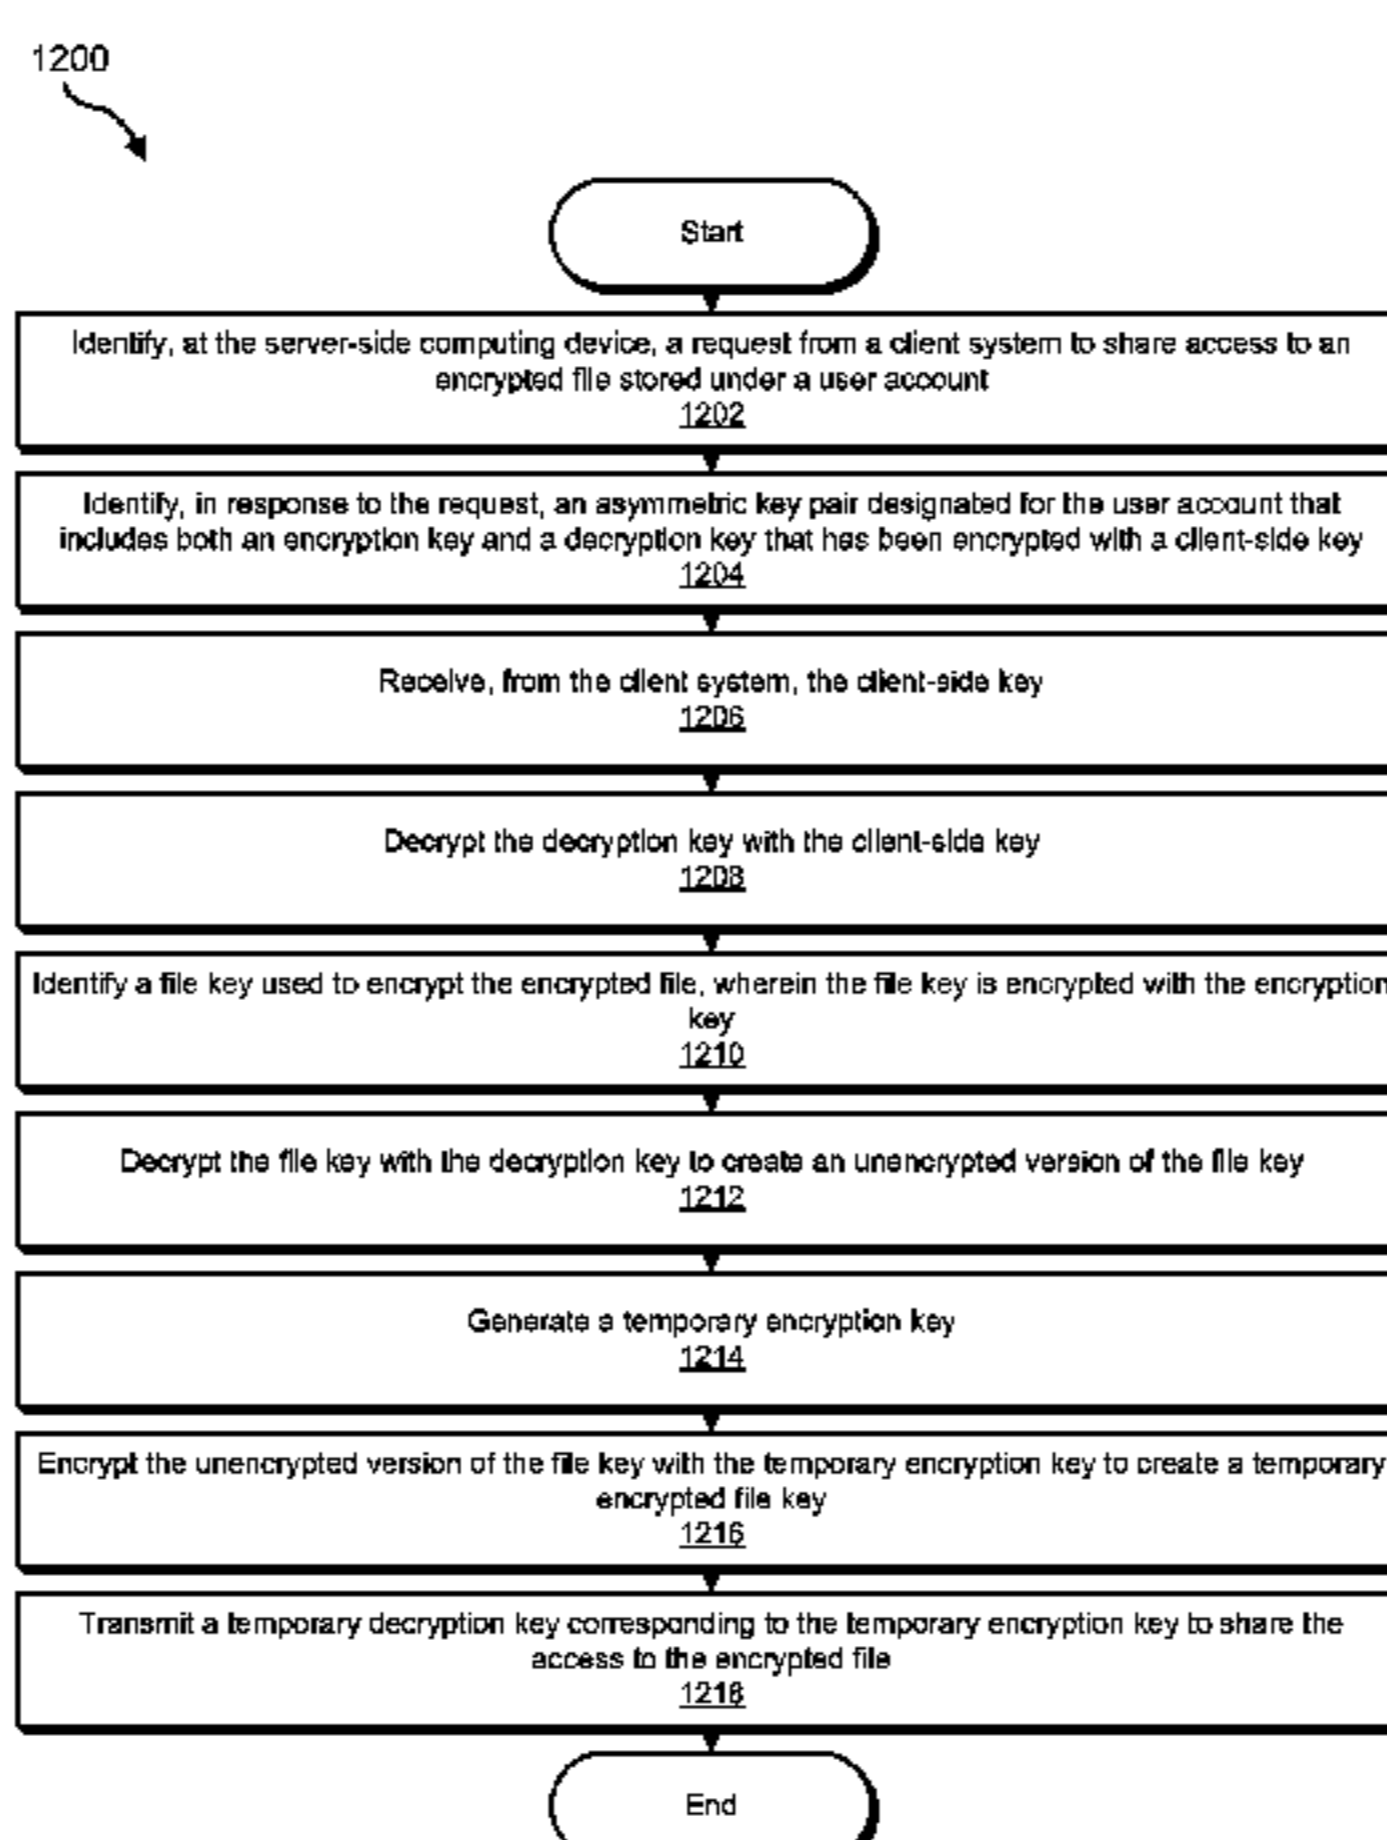 1200
Start
Identify, at the server-side computing device, a request from a client system to share access to an
encrypted file stored under a user account
1202
Identify, in response to the request, an asymmetric key pair designated for the user account that
includes both an encryption key and a decryption key that has been encrypted with a client-side key
1204
Receive, from the client system, the client-side key
1206
Decrypt the decryption key with the client-side key
1208
Identify a file key used to encrypt the encrypted file, wherein the file key is encrypted with the encryption
key
1210
Decrypt the file key with the decryption key to create an unencrypted version of the file key
1212
Generate a temporary encryption key
1214
Encrypt the unencrypted version of the file key with the temporary encryption key to create a temporary
encrypted file key
1216
Transmit a temporary decryption key corresponding to the temporary encryption key to share the
access to the encrypted file
1218
End